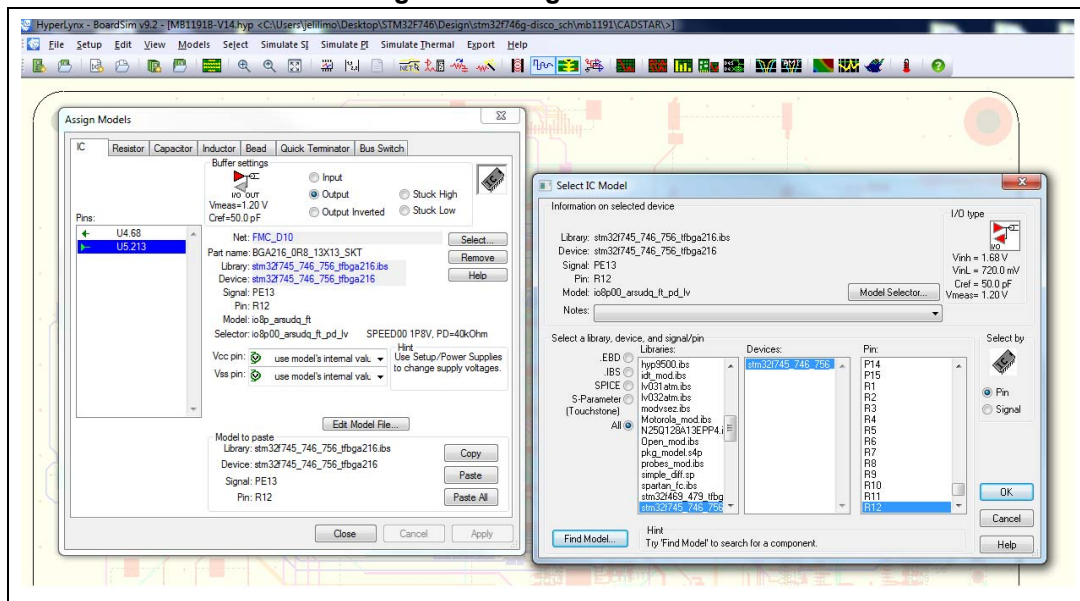 HyperLynx - BoardSim v9.2 - [MB1191B-V14.hyp <C:\Users\jelilimo\Desktop\STM32F746\Design\stm32f746g-disco_sch\mb1191\CADSTAR\>]
File Setup Edit View Models Select Simulate SI Simulate PI Simulate Thermal Export Help
Assign Models
IC Resistor Capacitor Inductor Bead Quick Terminator Bus Switch
Buffer settings
I/O OUT
Vmeas=1.20 V
Cref=50.0 pF
Input
Output
Output Inverted
Stuck High
Stuck Low
Pins:
U4.68
U5.213
Net: FMC_D10
Part name: BGA216_0R8_13X13_SKT
Library: stm32f745_746_756_tfbga216.ibs
Device: stm32f745_746_756_tfbga216
Signal: PE13
Pin: R12
Model: io8p_arsudq_ft
Selector: io8p00_arsudq_ft_pd_lv SPEED00 1P8V, PD=40kOhm
Select...
Remove
Help
Vcc pin: use model's internal valu
Vss pin: use model's internal valu
Hint
Use Setup/Power Supplies
to change supply voltages.
Edit Model File...
Model to paste
Library: stm32f745_746_756_tfbga216.ibs
Device: stm32f745_746_756_tfbga216
Signal: PE13
Pin: R12
Copy
Paste
Paste All
Close Cancel Apply
Select IC Model
Information on selected device
Library: stm32f745_746_756_tfbga216.ibs
Device: stm32f745_746_756_tfbga216
Signal: PE13
Pin: R12
Model: io8p00_arsudq_ft_pd_lv
Model Selector...
Notes:
I/O type
I/O
Vinh = 1.68 V
VinL = 720.0 mV
Cref = 50.0 pF
Vmeas= 1.20 V
Select a library, device, and signal/pin
.EBD
.IBS
SPICE
S-Parameter
(Touchstone)
All
Libraries:
hyp3500.ibs
idt_mod.ibs
lv031atm.ibs
lv032atm.ibs
modvsez.ibs
Motorola_mod.ibs
N25Q128A13EPP4.i
Open_mod.ibs
pkg_model.s4p
probes_mod.ibs
simple_diff.sp
spartan_fc.ibs
stm32f469_479_tfbg
stm32f745_746_756
Devices:
stm32f745_746_756
Pin:
P14
P15
R1
R2
R3
R4
R5
R6
R7
R8
R9
R10
R11
R12
Select by
Pin
Signal
OK
Cancel
Help
Find Model...
Hint
Try 'Find Model' to search for a component.